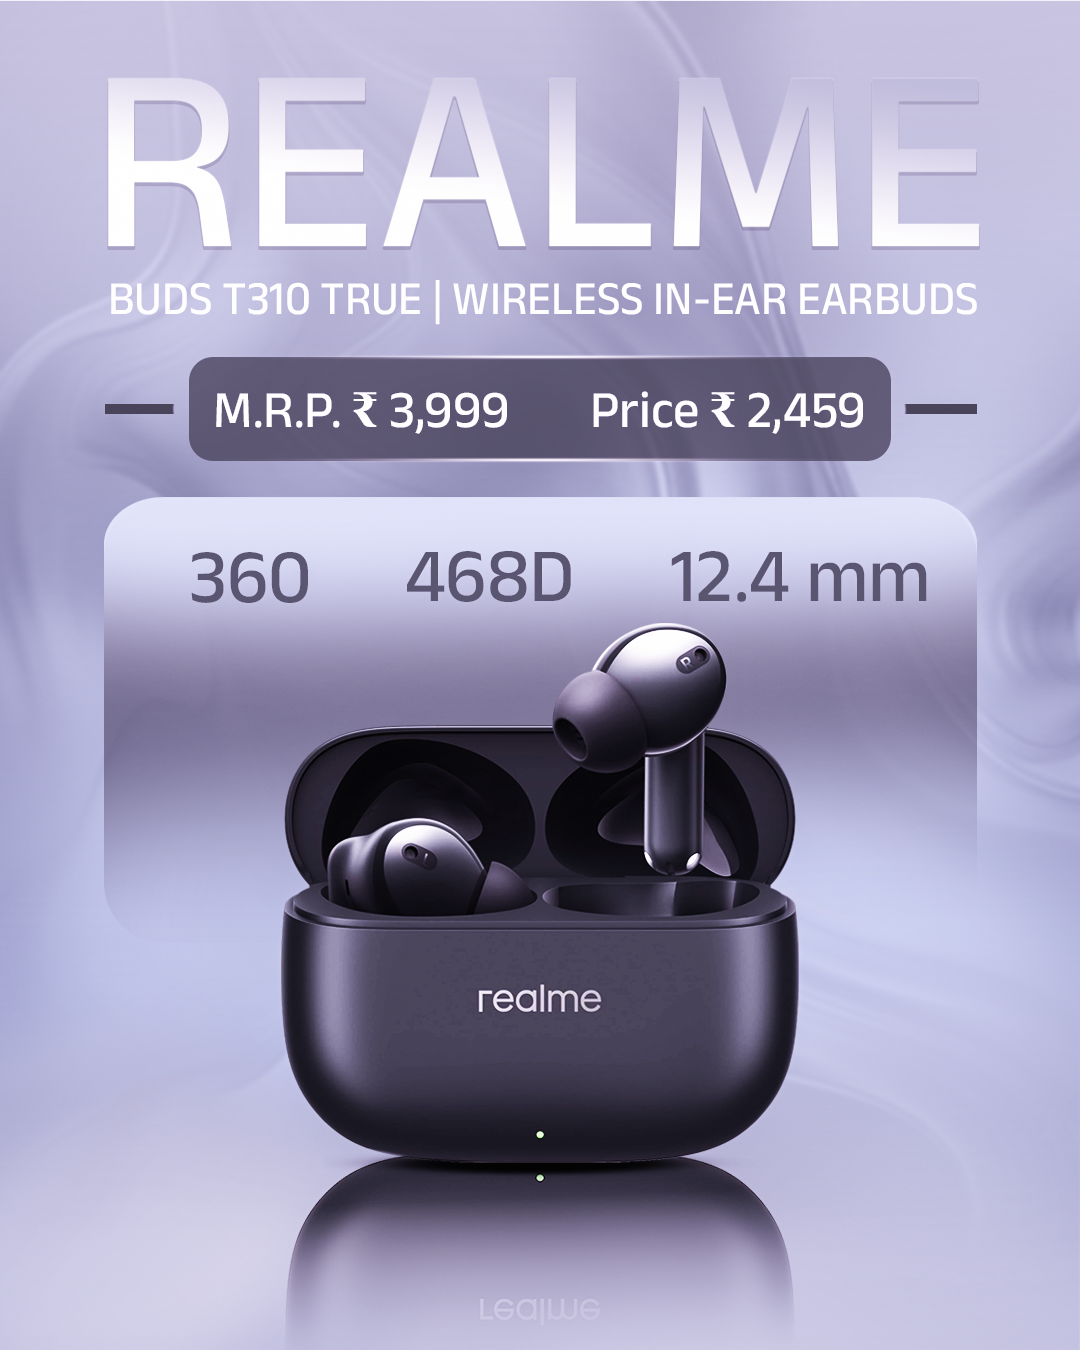 REALME
BUDS T310 TRUE | WIRELESS IN-EAR EARBUDS
M.R.P. ₹ 3,999 Price ₹ 2,459
360 468D 12.4 mm
R
realme
realme